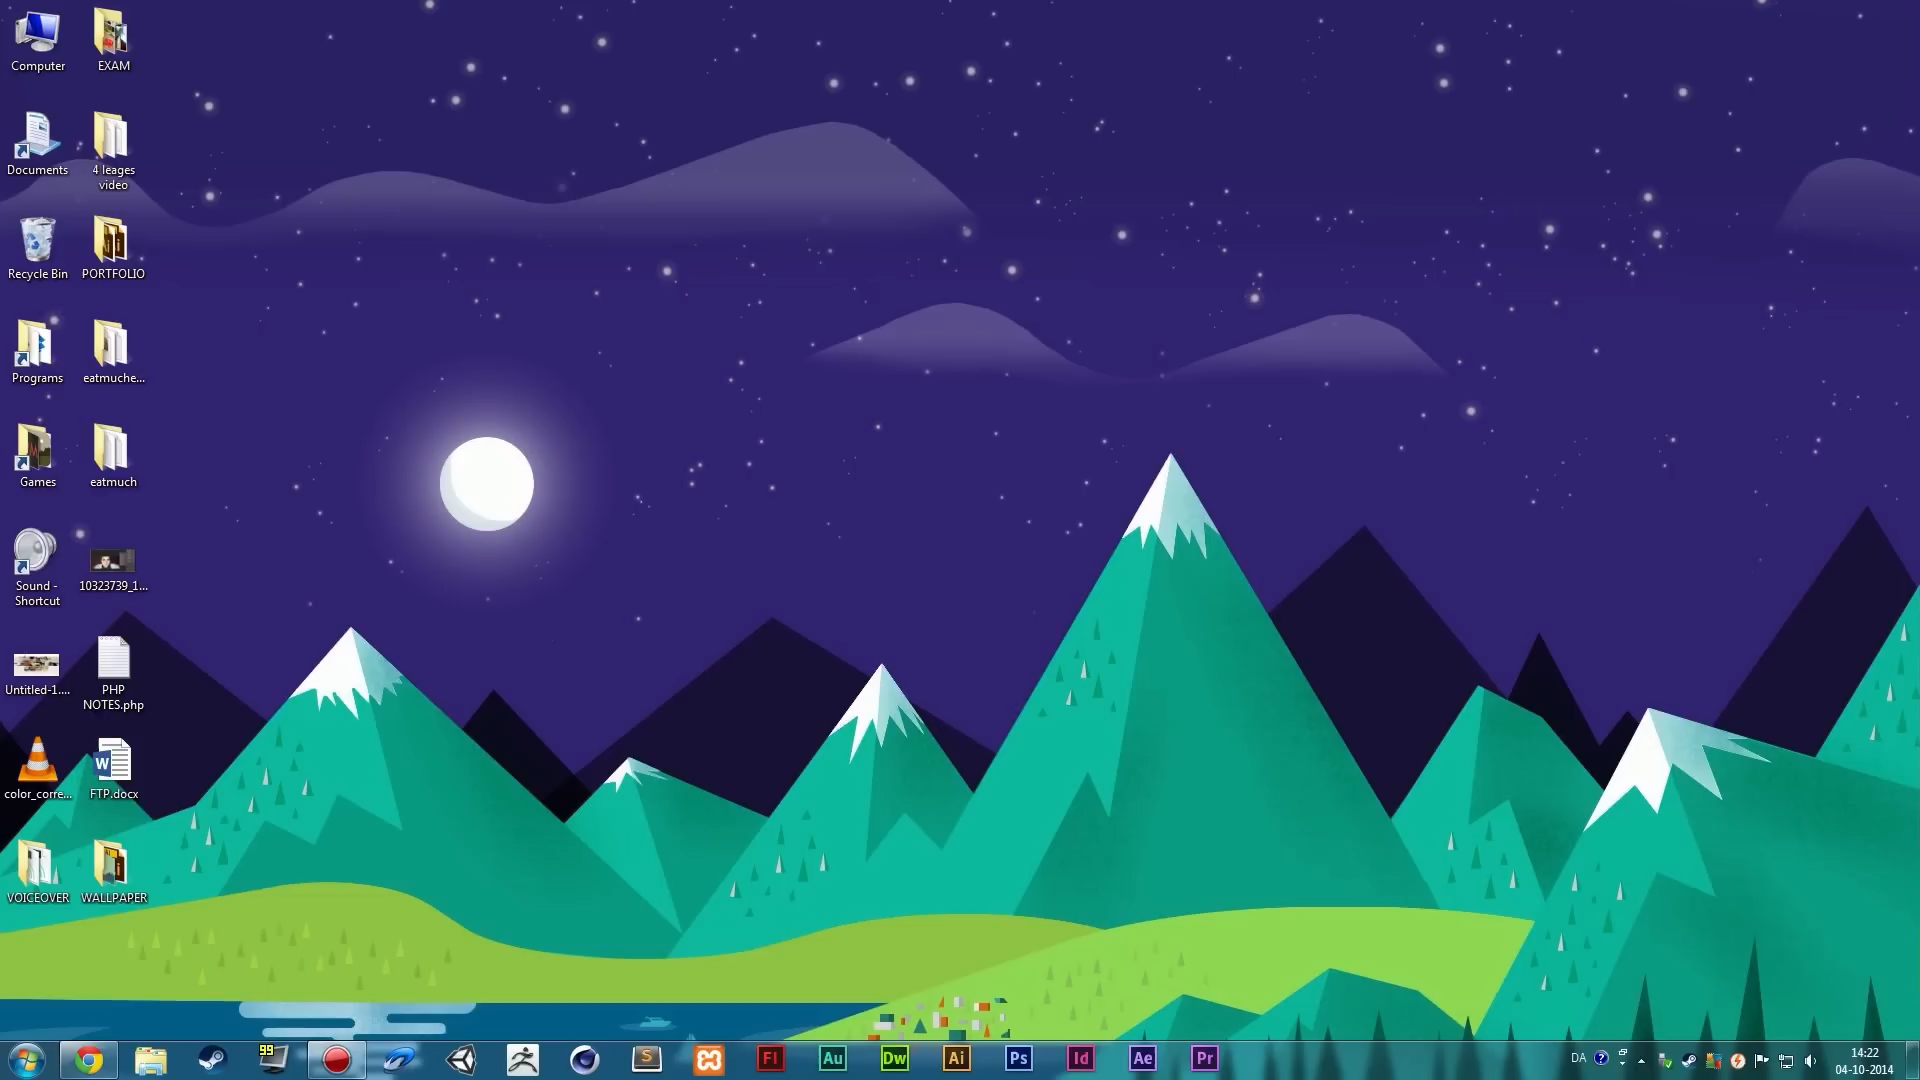 Computer
EXAM
Documents
4 leages
video
Recycle Bin
PORTFOLIO
Programs
eatmuche...
Games
eatmuch
Sound -
Shortcut
10323739_1...
Untitled-1....
PHP
NOTES.php
color_corre...
W
FTP.docx
VOICEOVER
WALLPAPER
99
S
Fl
Au
Dw
Ai
Ps
Id
Ae
Pr
DA
?
14:22
04-10-2014